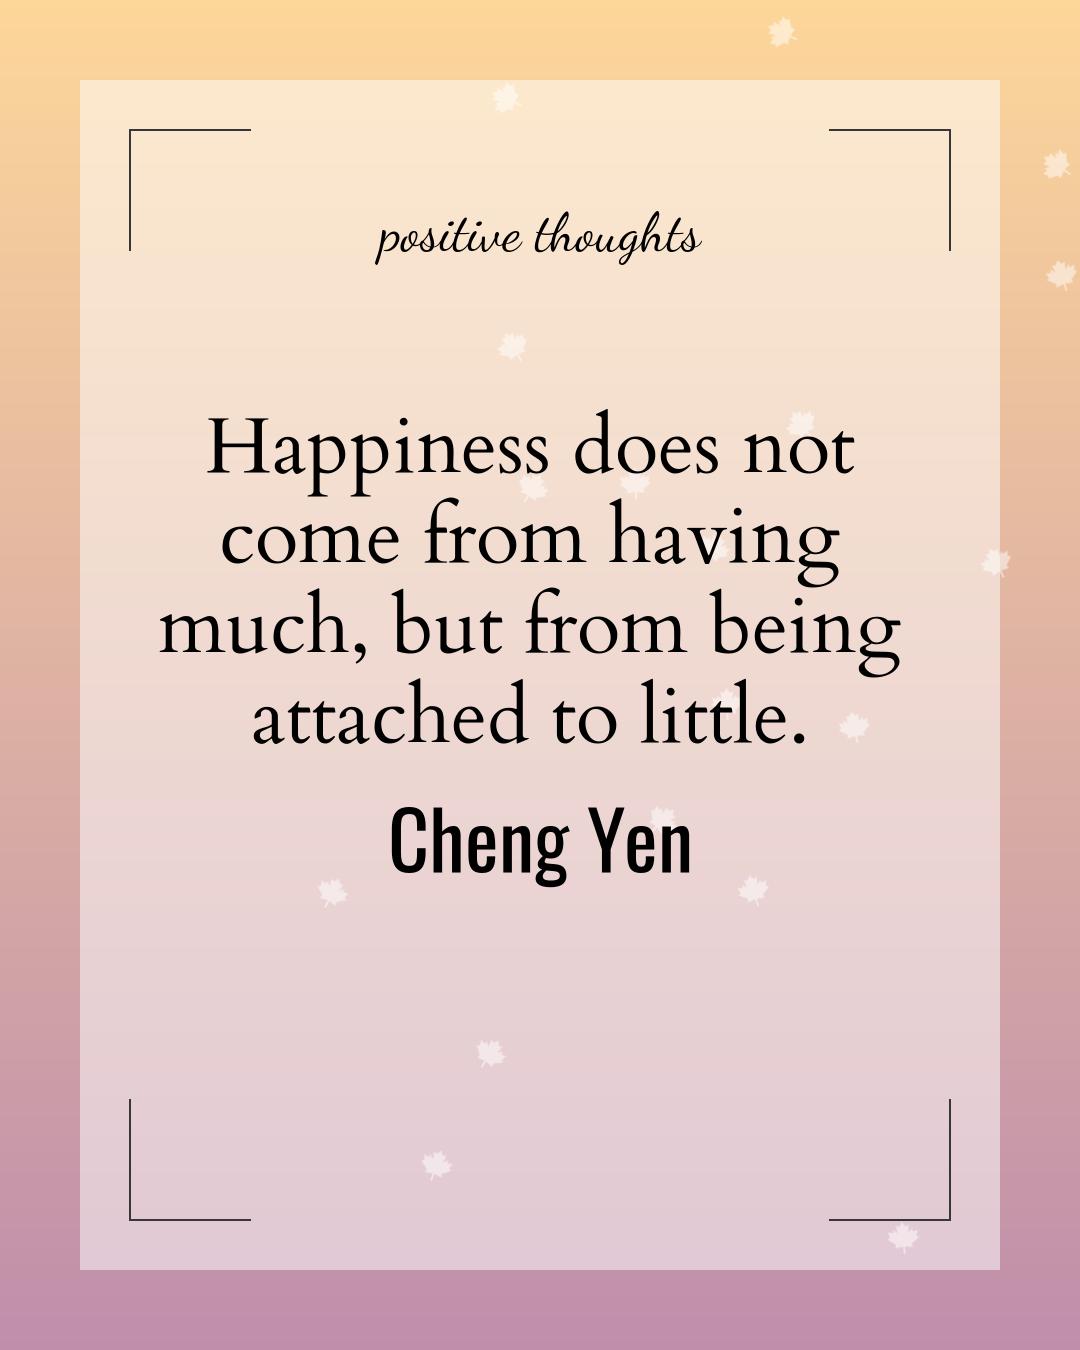 positive thoughts
Happiness does not
come from having
much, but from being
attached to little.
Cheng Yen